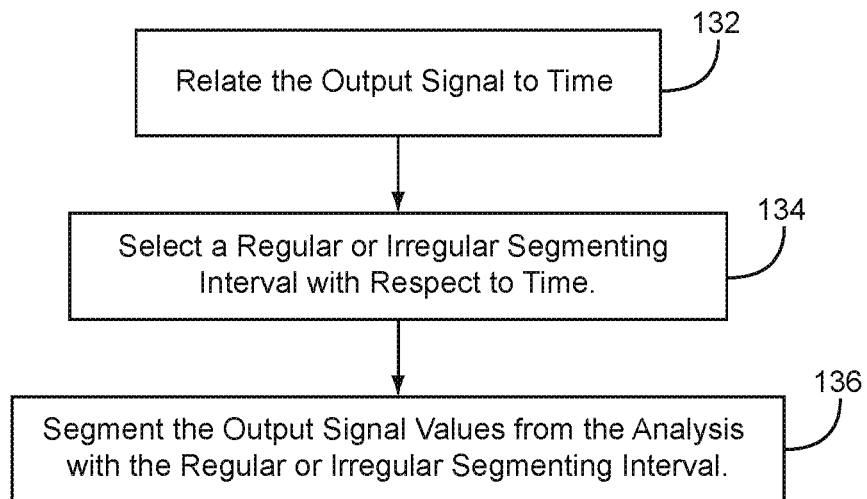 132
Relate the Output Signal to Time
134
Select a Regular or Irregular Segmenting
Interval with Respect to Time.
136
Segment the Output Signal Values from the Analysis
with the Regular or Irregular Segmenting Interval.